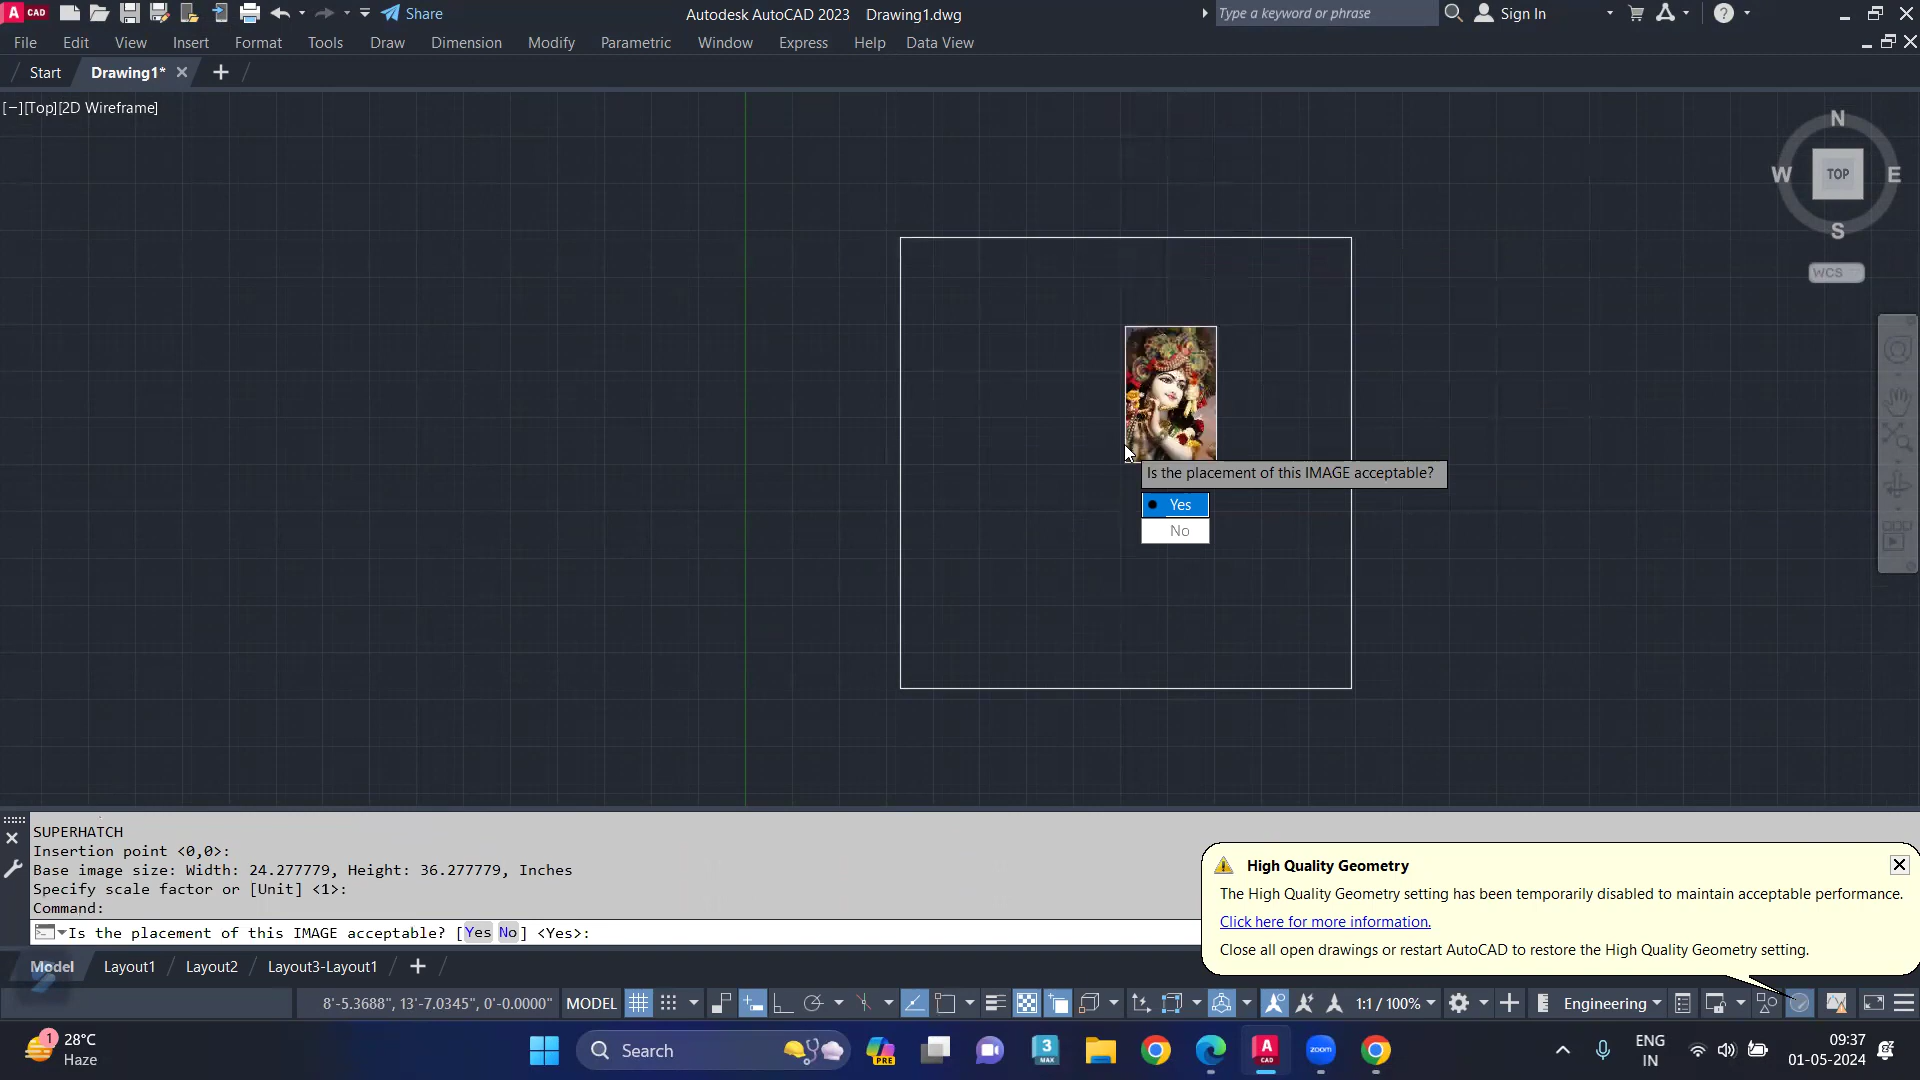 CAD
Share
Autodesk AutoCAD 2023 Drawing1.dwg
Type a keyword or phrase
Sign In
File Edit View Insert Format Tools Draw Dimension Modify Parametric Window Express Help Data View
Start Drawing1*
[−][Top][2D Wireframe]
N
W TOP E
S
WCS
Is the placement of this IMAGE acceptable?
Yes
No
SUPERHATCH
Insertion point <0,0>:
Base image size: Width: 24.277779, Height: 36.277779, Inches
Specify scale factor or [Unit] <1>:
Command:
Is the placement of this IMAGE acceptable? [Yes No] <Yes>:
High Quality Geometry
The High Quality Geometry setting has been temporarily disabled to maintain acceptable performance.
Click here for more information.
Close all open drawings or restart AutoCAD to restore the High Quality Geometry setting.
Model Layout1 Layout2 Layout3-Layout1
8'-5.3688", 13'-7.0345", 0'-0.0000" MODEL 1:1 / 100% Engineering
1
28°C
Haze
Search
PRE
3
MAX
A
CAD
zoom
ENG
IN
09:37
01-05-2024